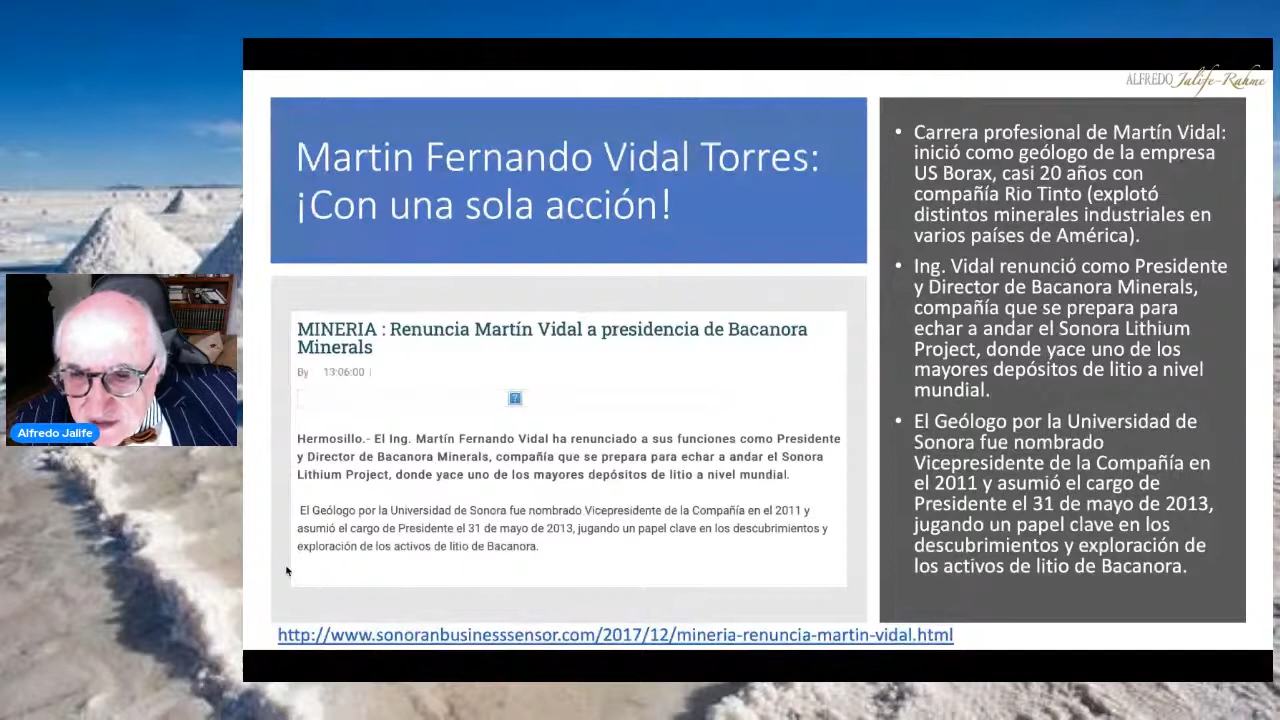 ALFREDO Jalife-Rahme
Martin Fernando Vidal Torres:
¡Con una sola acción!
MINERIA : Renuncia Martín Vidal a presidencia de Bacanora
Minerals
By 13:06:00
?
Hermosillo.- El Ing. Martín Fernando Vidal ha renunciado a sus funciones como Presidente
y Director de Bacanora Minerals, compañía que se prepara para echar a andar el Sonora
Lithium Project, donde yace uno de los mayores depósitos de litio a nivel mundial.
El Geólogo por la Universidad de Sonora fue nombrado Vicepresidente de la Compañía en el 2011 y
asumió el cargo de Presidente el 31 de mayo de 2013, jugando un papel clave en los descubrimientos y
exploración de los activos de litio de Bacanora.
http://www.sonoranbusinesssensor.com/2017/12/mineria-renuncia-martin-vidal.html
• Carrera profesional de Martín Vidal:
inició como geólogo de la empresa
US Borax, casi 20 años con
compañía Rio Tinto (explotó
distintos minerales industriales en
varios países de América).
• Ing. Vidal renunció como Presidente
y Director de Bacanora Minerals,
compañía que se prepara para
echar a andar el Sonora Lithium
Project, donde yace uno de los
mayores depósitos de litio a nivel
mundial.
• El Geólogo por la Universidad de
Sonora fue nombrado
Vicepresidente de la Compañía en
el 2011 y asumió el cargo de
Presidente el 31 de mayo de 2013,
jugando un papel clave en los
descubrimientos y exploración de
los activos de litio de Bacanora.
Alfredo Jalife